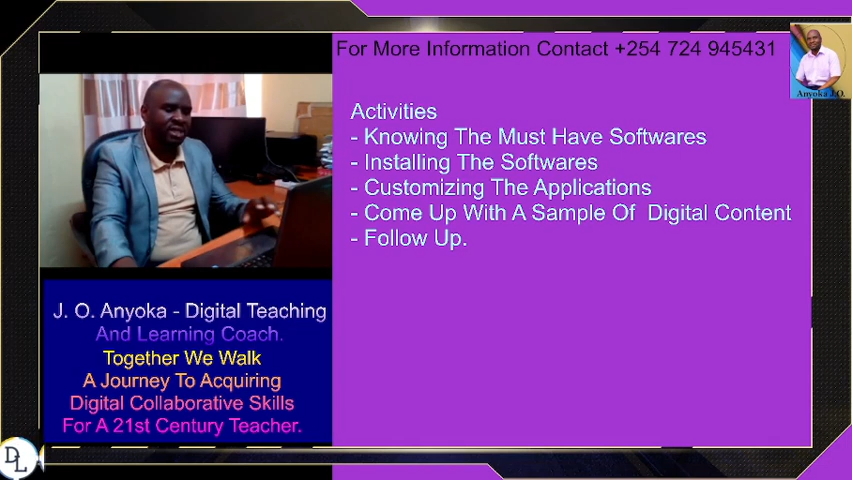 For More Information Contact +254 724 945431
Anyoka J.O.
Activities
- Knowing The Must Have Softwares
- Installing The Softwares
- Customizing The Applications
- Come Up With A Sample Of Digital Content
- Follow Up.
J. O. Anyoka - Digital Teaching
And Learning Coach.
Together We Walk
A Journey To Acquiring
Digital Collaborative Skills
For A 21st Century Teacher.
DL